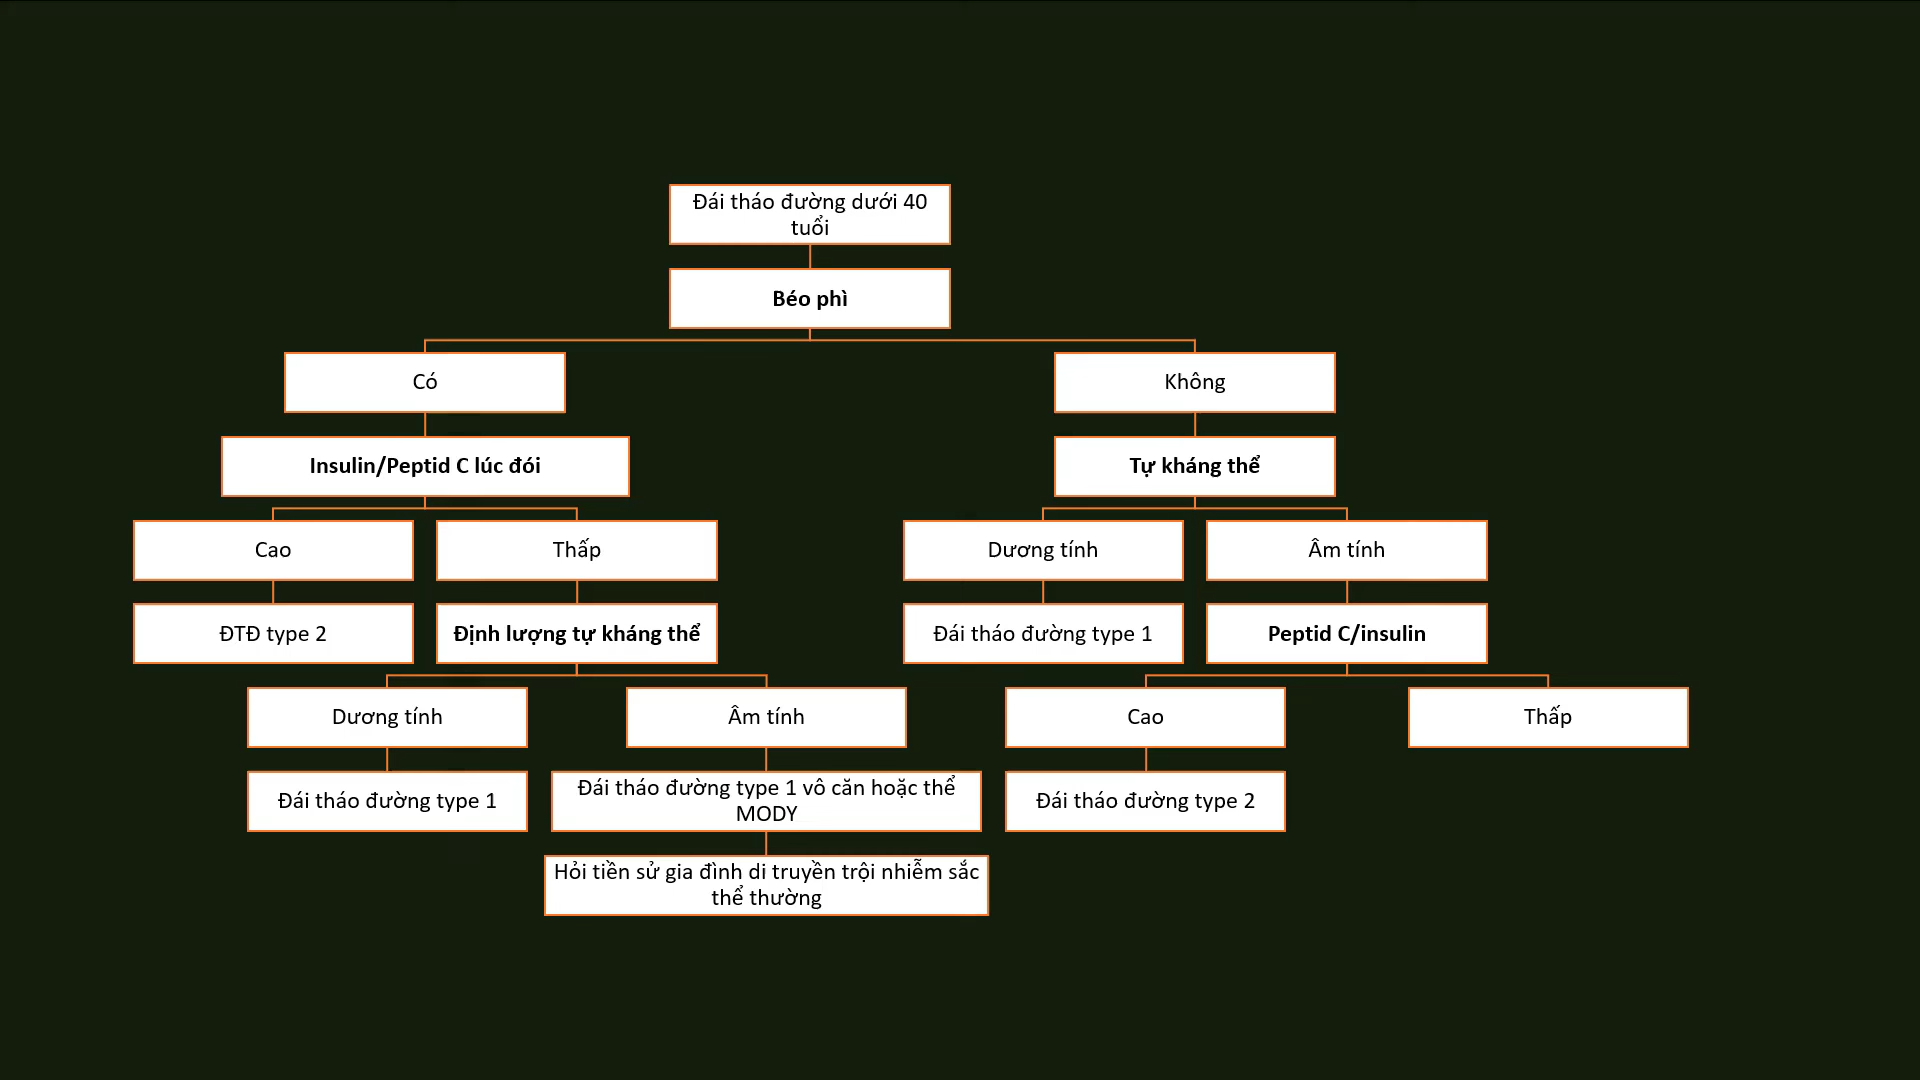 Đái tháo đường dưới 40
tuổi
Béo phì
Có
Không
Insulin/Peptid C lúc đói
Tự kháng thể
Cao
Thấp
Dương tính
Âm tính
ĐTĐ type 2
Định lượng tự kháng thể
Đái tháo đường type 1
Peptid C/insulin
Dương tính
Âm tính
Cao
Thấp
Đái tháo đường type 1
Đái tháo đường type 1 vô căn hoặc thể
MODY
Đái tháo đường type 2
Hỏi tiền sử gia đình di truyền trội nhiễm sắc
thể thường